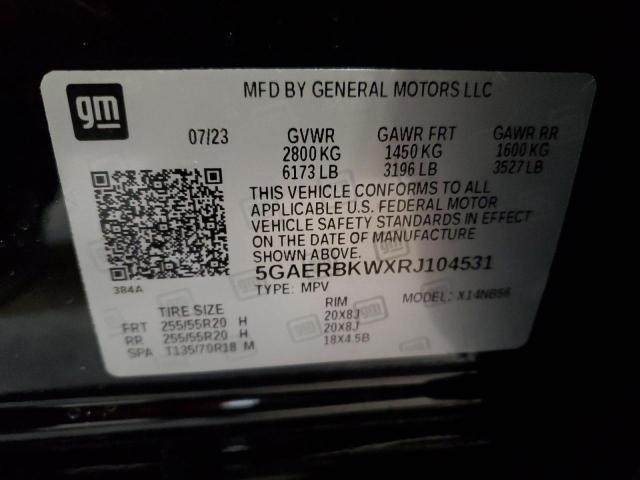 gm
MFD BY GENERAL MOTORS LLC
07/23 GVWR GAWR FRT GAWR RR
2800 KG 1450 KG 1600 KG
6173 LB 3196 LB 3527 LB
THIS VEHICLE CONFORMS TO ALL
APPLICABLE U.S. FEDERAL MOTOR
VEHICLE SAFETY STANDARDS IN EFFECT
ON THE DATE OF MANUFACTURE
SHOWN ABOVE.
384A
5GAERBKWXRJ104531
TYPE: MPV MODEL: X14NB56
TIRE SIZE RIM
FRT 255/55R20 H 20X8J
RR 255/55R20 H 20X8J
SPA T135/70R18 M 18X4.5B